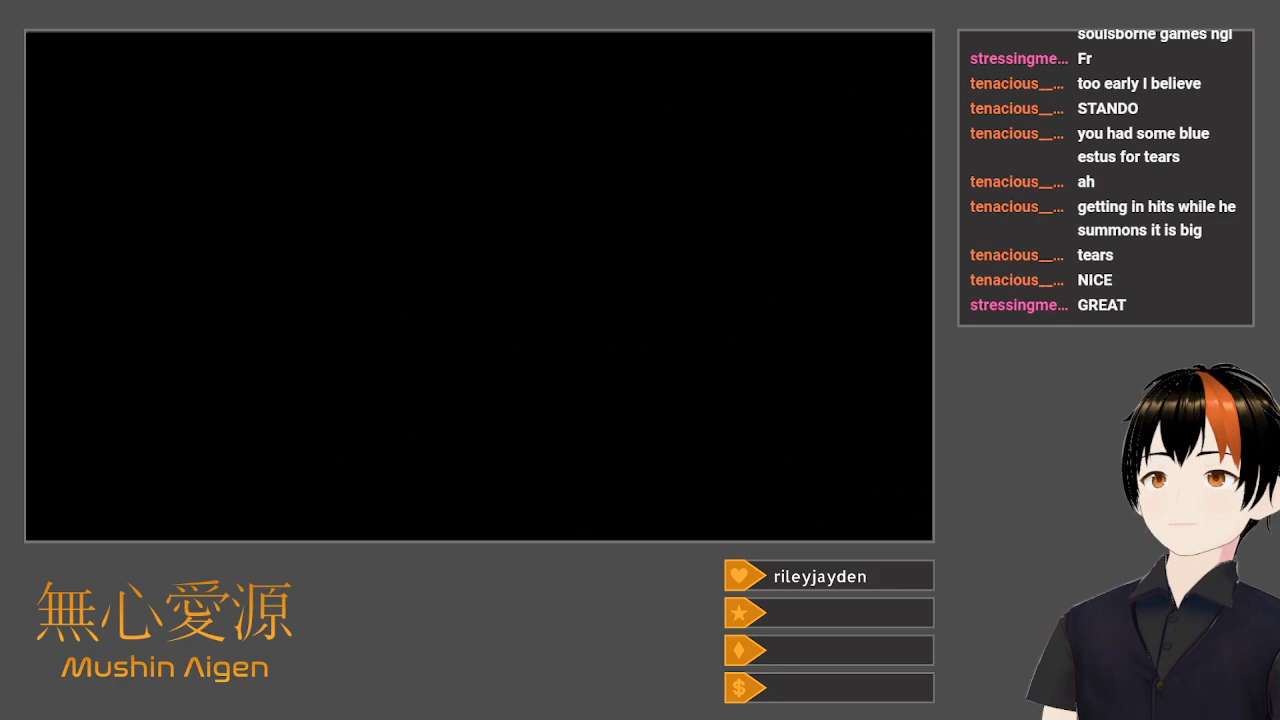 soulsborne games ngl
stressingme... Fr
tenacious__... too early I believe
tenacious__... STANDO
tenacious__... you had some blue
estus for tears
tenacious__... ah
tenacious__... getting in hits while he
summons it is big
tenacious__... tears
tenacious__... NICE
stressingme... GREAT
rileyjayden
無心愛源
Mushin Aigen